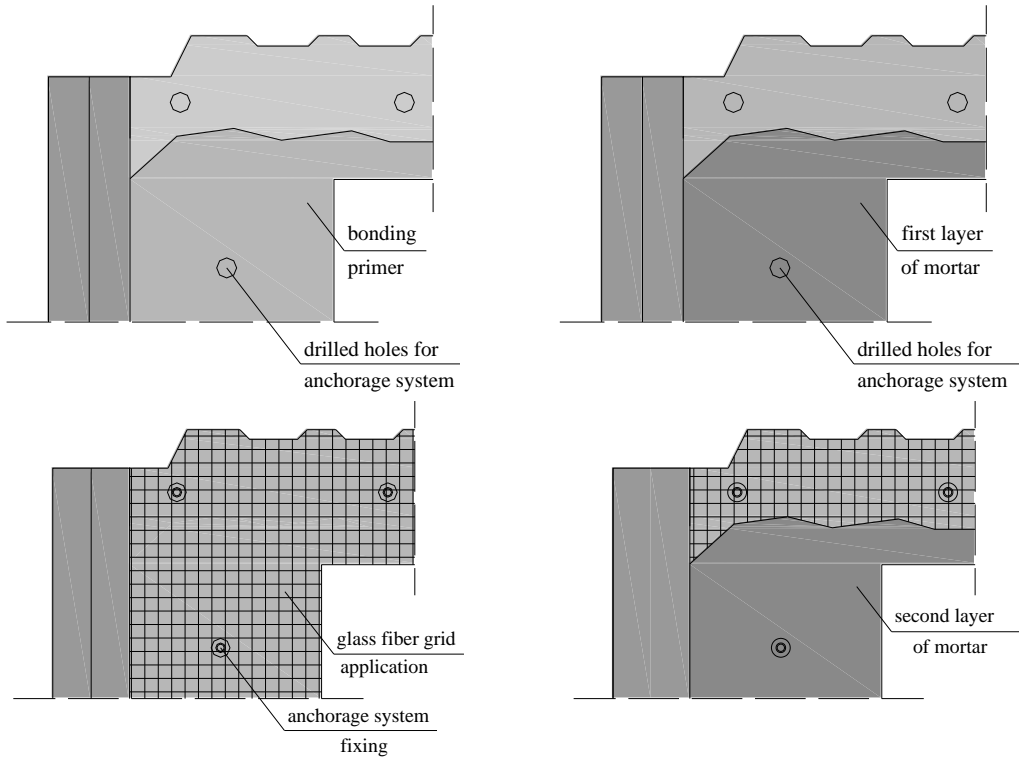 bonding
primer
drilled holes for
anchorage system
first layer
of mortar
drilled holes for
anchorage system
glass fiber grid
application
anchorage system
fixing
second layer
of mortar